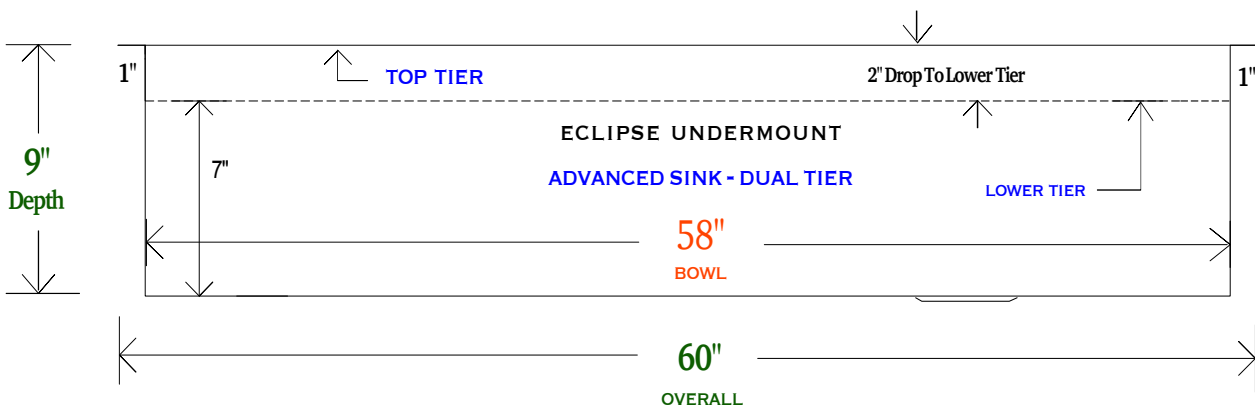 1"
TOP TIER
2" Drop To Lower Tier
1"
ECLIPSE UNDERMOUNT
9"
Depth
7"
ADVANCED SINK - DUAL TIER
LOWER TIER
58"
BOWL
60"
OVERALL